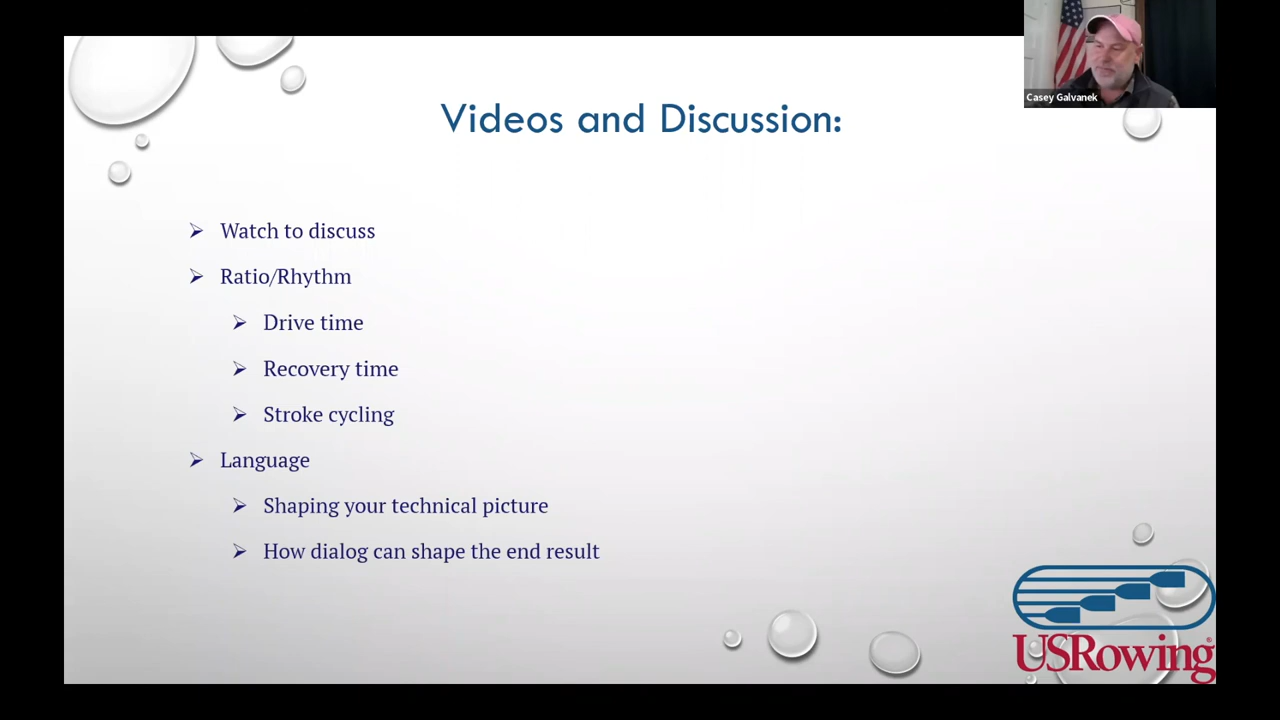 Casey Galvanek
Videos and Discussion:
Watch to discuss
Ratio/Rhythm
Drive time
Recovery time
Stroke cycling
Language
Shaping your technical picture
How dialog can shape the end result
USRowing®